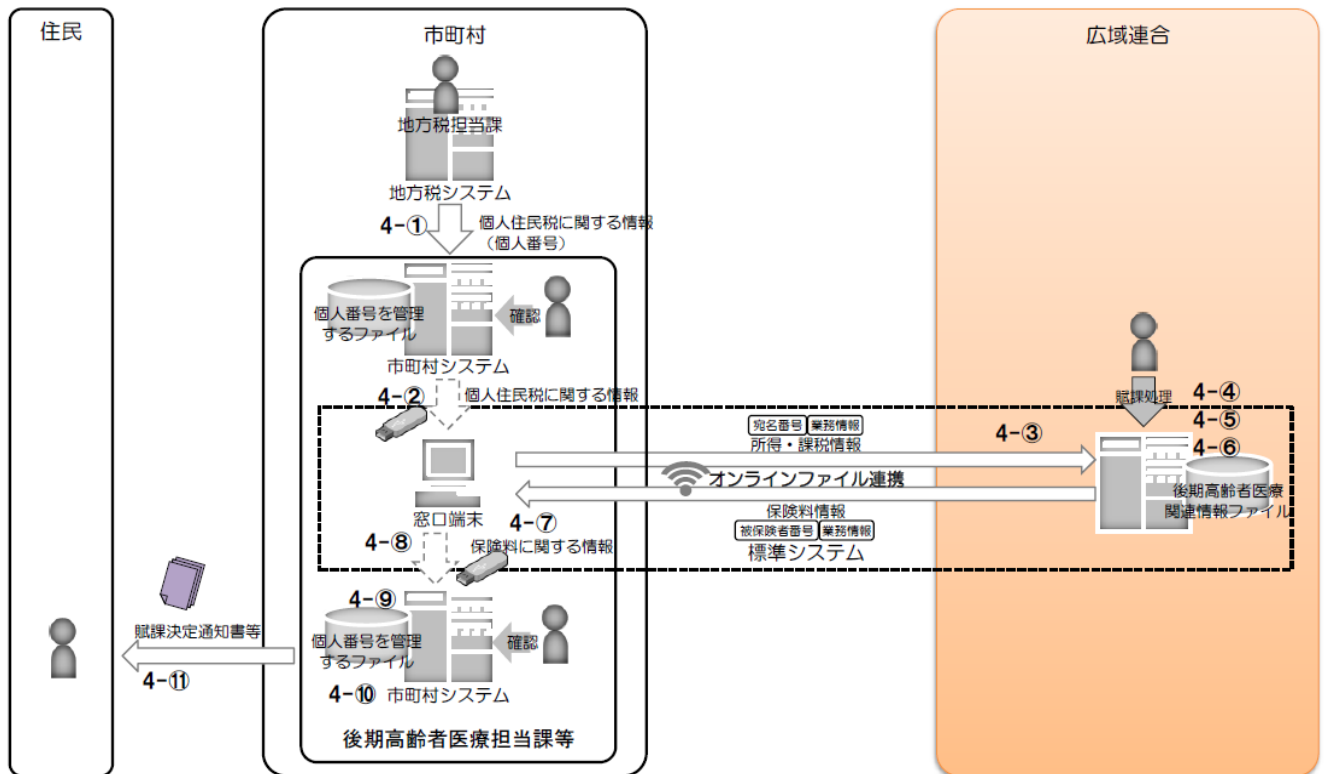 住民
市町村
広域連合
地方税担当課
地方税システム
4-①
個人住民税に関する情報
（個人番号）
個人番号を管理
するファイル
確認
市町村システム
4-②
個人住民税に関する情報
賦課処理
4-④
4-⑤
4-⑥
宛名番号 業務情報
所得・課税情報
4-③
オンラインファイル連携
後期高齢者医療
関連情報ファイル
窓口端末
4-⑦
保険料情報
被保険者番号 業務情報
標準システム
4-⑧
保険料に関する情報
4-⑨
個人番号を管理
するファイル
確認
4-⑩
市町村システム
賦課決定通知書等
4-⑪
後期高齢者医療担当課等